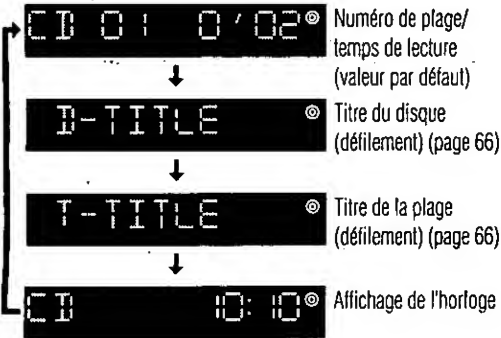 CD 01 0'02
Numéro de plage/
temps de lecture
(valeur par défaut)
D-TITLE
Titre du disque
(défilement) (page 66)
T-TITLE
Titre de la plage
(défilement) (page 66)
CD 10:10
Affichage de l'horloge